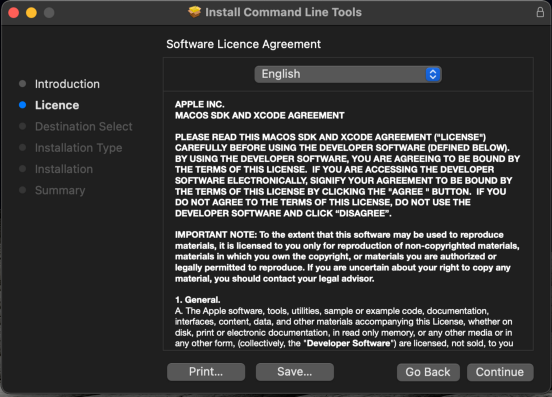 Install Command Line Tools
Software Licence Agreement
Introduction
Licence
Destination Select
Installation Type
Installation
Summary
English
APPLE INC.
MACOS SDK AND XCODE AGREEMENT
PLEASE READ THIS MACOS SDK AND XCODE AGREEMENT ("LICENSE")
CAREFULLY BEFORE USING THE DEVELOPER SOFTWARE (DEFINED BELOW).
BY USING THE DEVELOPER SOFTWARE, YOU ARE AGREEING TO BE BOUND BY
THE TERMS OF THIS LICENSE. IF YOU ARE ACCESSING THE DEVELOPER
SOFTWARE ELECTRONICALLY, SIGNIFY YOUR AGREEMENT TO BE BOUND BY
THE TERMS OF THIS LICENSE BY CLICKING THE "AGREE " BUTTON. IF YOU
DO NOT AGREE TO THE TERMS OF THIS LICENSE, DO NOT USE THE
DEVELOPER SOFTWARE AND CLICK “DISAGREE”.
IMPORTANT NOTE: To the extent that this software may be used to reproduce
materials, it is licensed to you only for reproduction of non-copyrighted materials,
materials in which you own the copyright, or materials you are authorized or
legally permitted to reproduce. If you are uncertain about your right to copy any
material, you should contact your legal advisor.
1. General.
A. The Apple software, tools, utilities, sample or example code, documentation,
interfaces, content, data, and other materials accompanying this License, whether on
disk, print or electronic documentation, in read only memory, or any other media or in
any other form, (collectively, the "Developer Software") are licensed, not sold, to you
Print...
Save...
Go Back
Continue